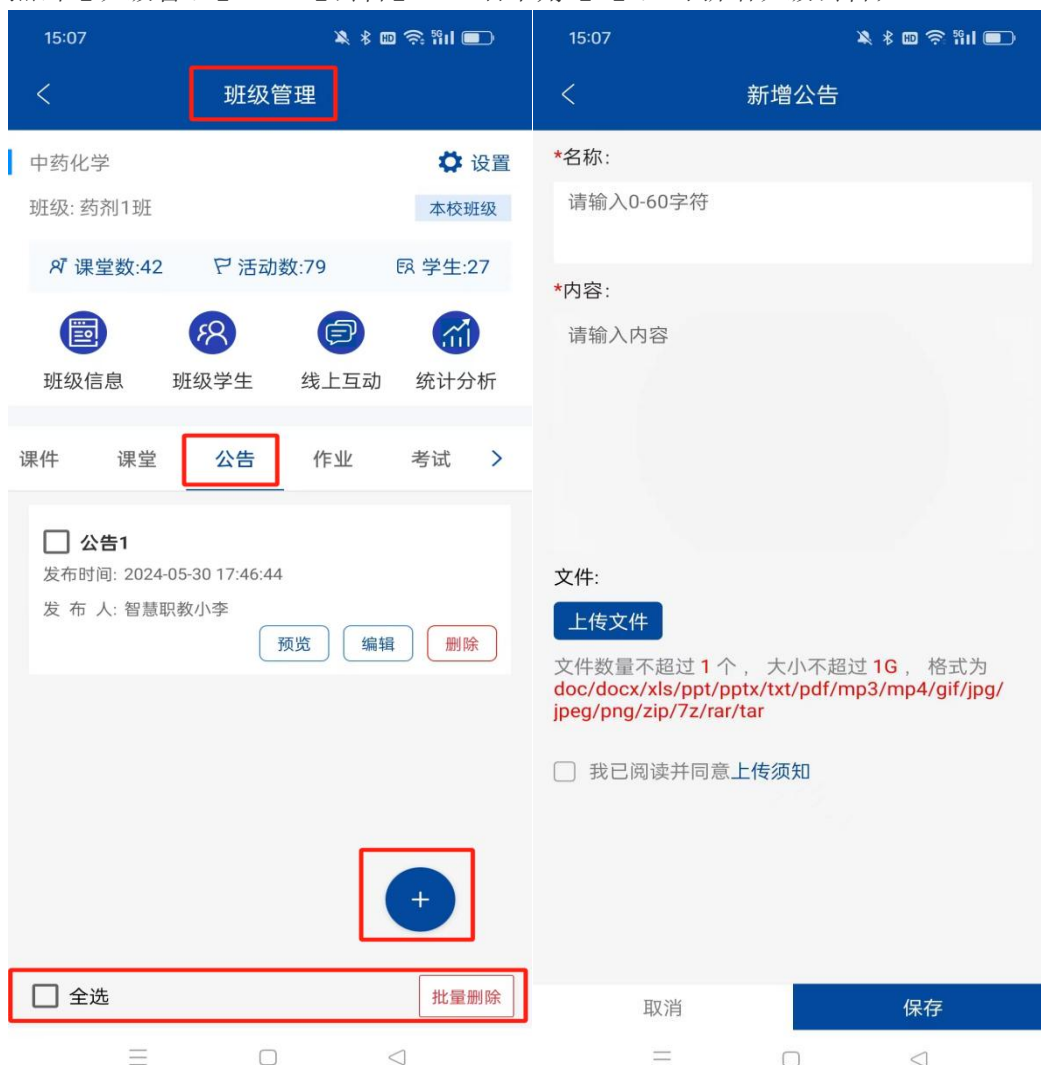 15:07
班级管理
中药化学
设置
班级: 药剂1班
本校班级
课堂数:42
活动数:79
学生:27
班级信息
班级学生
线上互动
统计分析
课件
课堂
公告
作业
考试
公告1
发布时间: 2024-05-30 17:46:44
发 布 人: 智慧职教小李
预览
编辑
删除
+
全选
批量删除
15:07
新增公告
*名称:
请输入0-60字符
*内容:
请输入内容
文件:
上传文件
文件数量不超过 1 个 ， 大小不超过 1G ， 格式为
doc/docx/xls/ppt/pptx/txt/pdf/mp3/mp4/gif/jpg/
jpeg/png/zip/7z/rar/tar
我已阅读并同意上传须知
取消
保存